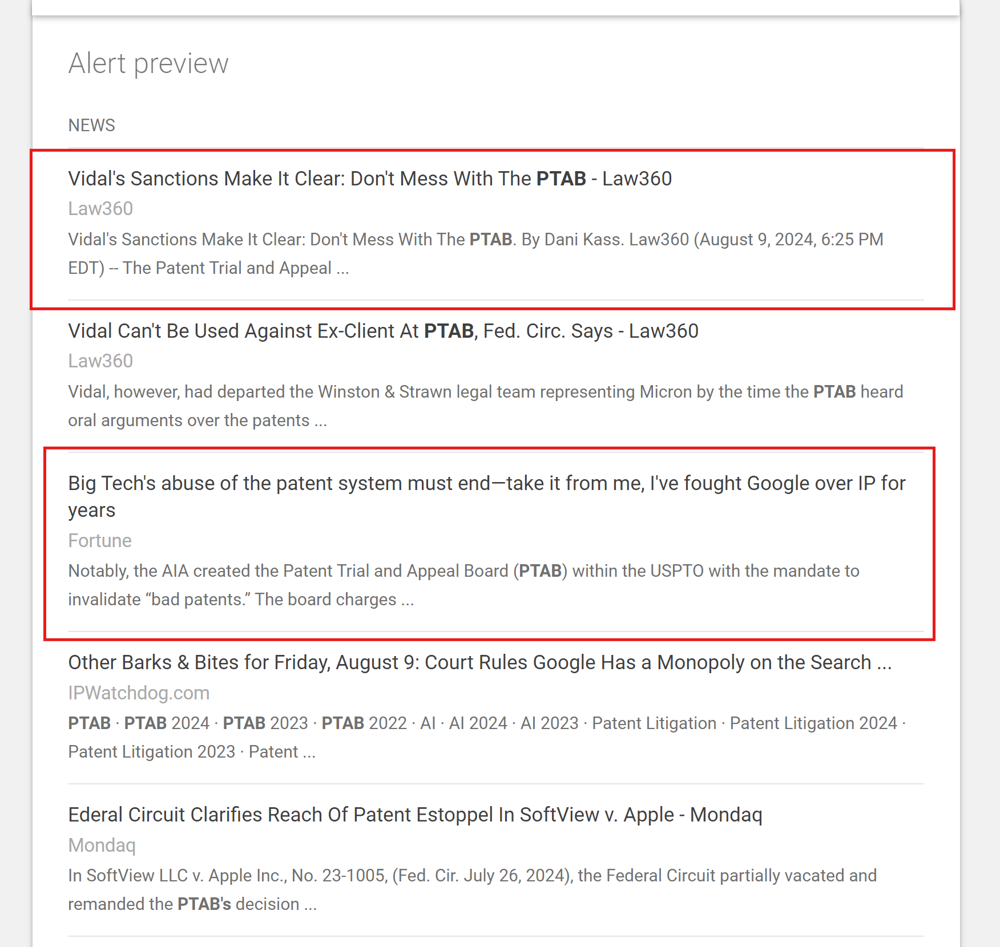 Alert preview
NEWS
Vidal's Sanctions Make It Clear: Don't Mess With The PTAB - Law360
Law360
Vidal's Sanctions Make It Clear: Don't Mess With The PTAB. By Dani Kass. Law360 (August 9, 2024, 6:25 PM
EDT) -- The Patent Trial and Appeal ...
Vidal Can't Be Used Against Ex-Client At PTAB, Fed. Circ. Says - Law360
Law360
Vidal, however, had departed the Winston & Strawn legal team representing Micron by the time the PTAB heard
oral arguments over the patents ...
Big Tech's abuse of the patent system must end—take it from me, I've fought Google over IP for
years
Fortune
Notably, the AIA created the Patent Trial and Appeal Board (PTAB) within the USPTO with the mandate to
invalidate “bad patents.” The board charges ...
Other Barks & Bites for Friday, August 9: Court Rules Google Has a Monopoly on the Search ...
IPWatchdog.com
PTAB · PTAB 2024 · PTAB 2023 · PTAB 2022 · AI · AI 2024 · AI 2023 · Patent Litigation · Patent Litigation 2024 ·
Patent Litigation 2023 · Patent ...
Ederal Circuit Clarifies Reach Of Patent Estoppel In SoftView v. Apple - Mondaq
Mondaq
In SoftView LLC v. Apple Inc., No. 23-1005, (Fed. Cir. July 26, 2024), the Federal Circuit partially vacated and
remanded the PTAB's decision ...